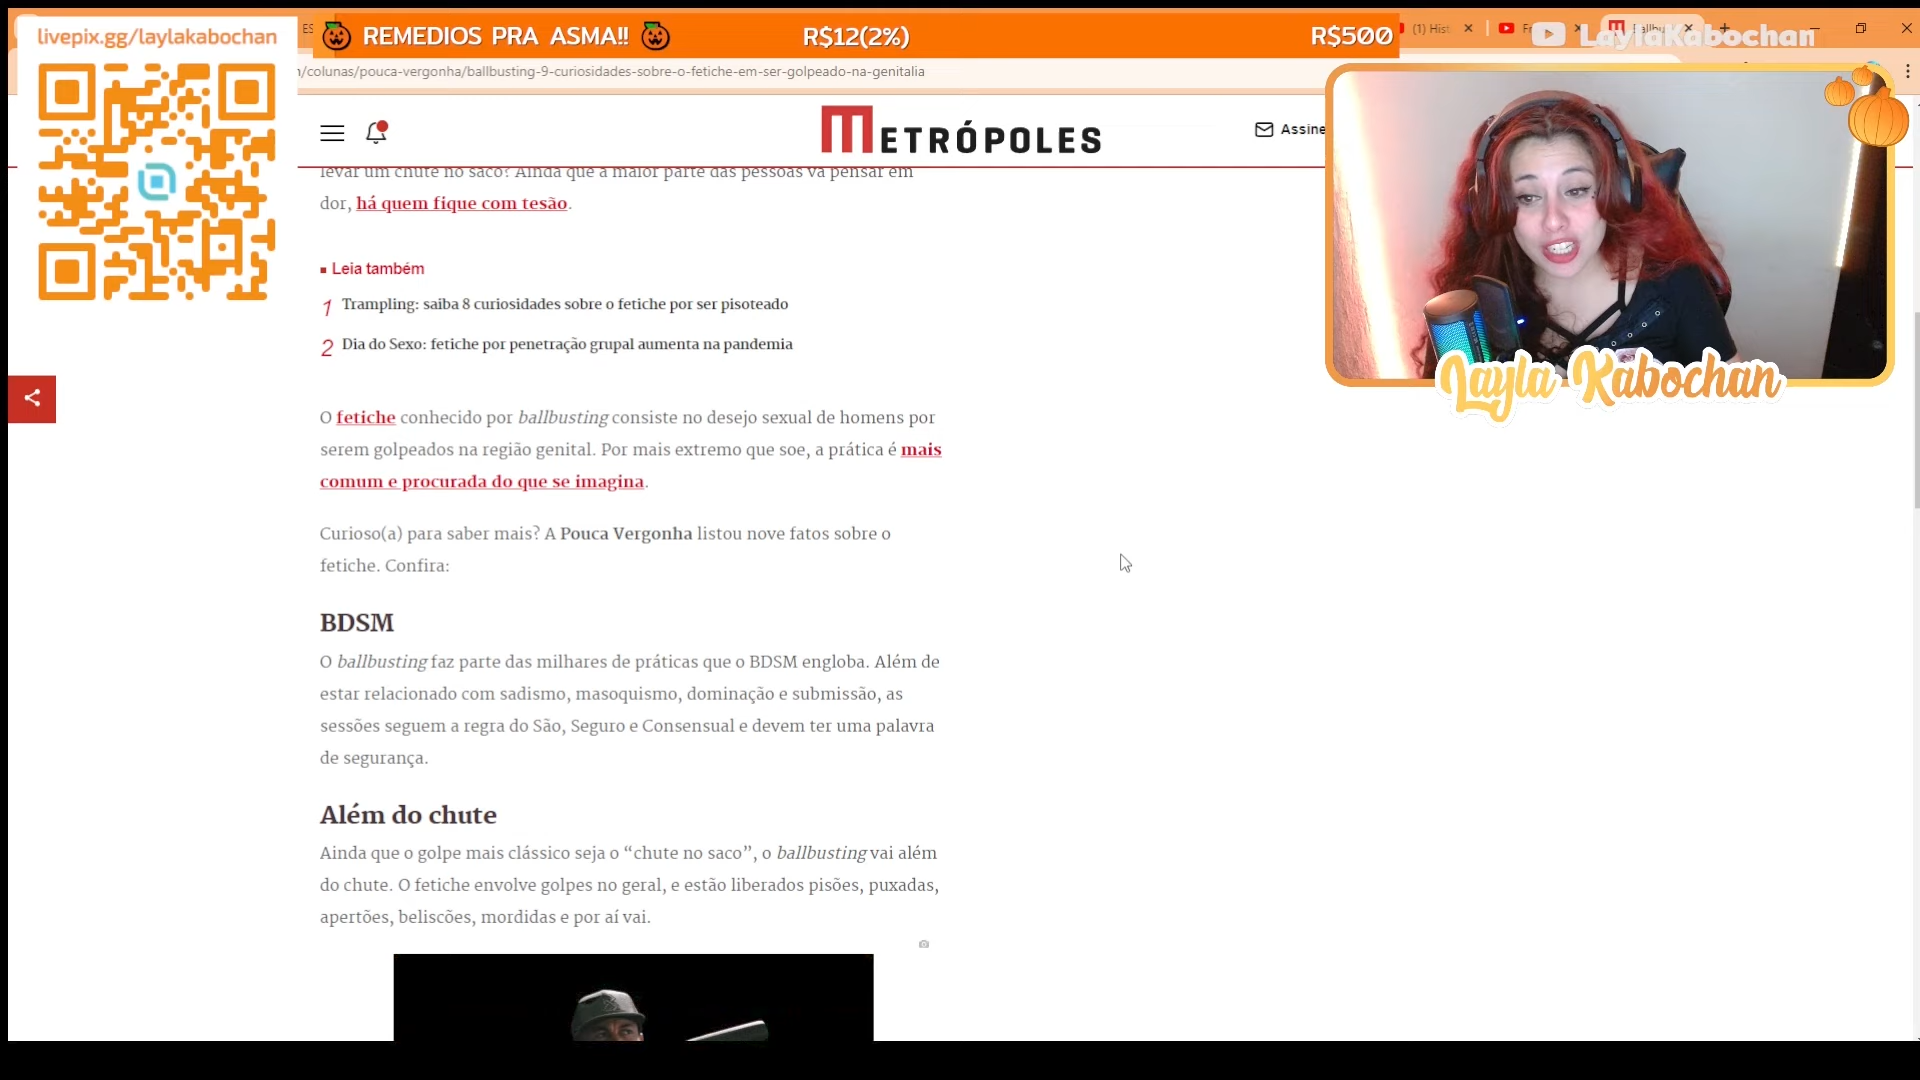 livepix.gg/laylakabochan
REMEDIOS PRA ASMA!!
R$12(2%)
R$500
(1) Hist
LaylaKabochan
/colunas/pouca-vergonha/ballbusting-9-curiosidades-sobre-o-fetiche-em-ser-golpeado-na-genitalia
METRÓPOLES
Assine
levar um chute no saco? Ainda que a maior parte das pessoas vá pensar em
dor, há quem fique com tesão.
Leia também
1 Trampling: saiba 8 curiosidades sobre o fetiche por ser pisoteado
2 Dia do Sexo: fetiche por penetração grupal aumenta na pandemia
Layla Kabochan
O fetiche conhecido por ballbusting consiste no desejo sexual de homens por
serem golpeados na região genital. Por mais extremo que soe, a prática é mais
comum e procurada do que se imagina.
Curioso(a) para saber mais? A Pouca Vergonha listou nove fatos sobre o
fetiche. Confira:
BDSM
O ballbusting faz parte das milhares de práticas que o BDSM engloba. Além de
estar relacionado com sadismo, masoquismo, dominação e submissão, as
sessões seguem a regra do São, Seguro e Consensual e devem ter uma palavra
de segurança.
Além do chute
Ainda que o golpe mais clássico seja o “chute no saco”, o ballbusting vai além
do chute. O fetiche envolve golpes no geral, e estão liberados pisões, puxadas,
apertões, beliscões, mordidas e por aí vai.